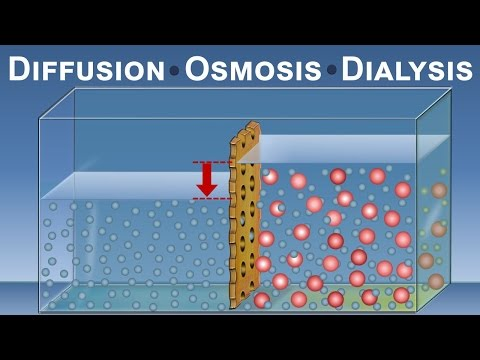 DIFFUSION • OSMOSIS • DIALYSIS